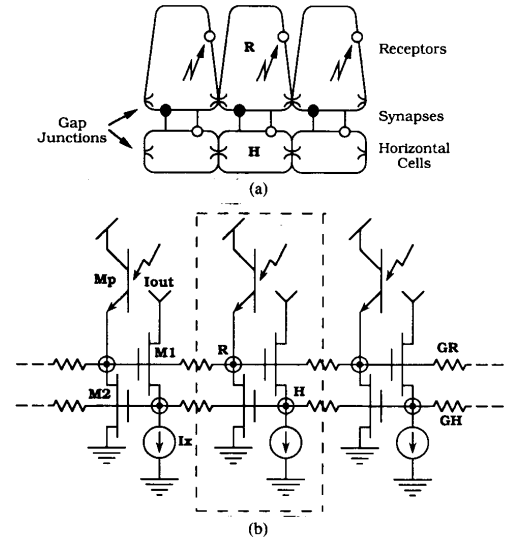 R
Receptors
Synapses
Gap
Junctions
H
Horizontal
Cells
(a)
Mp
Iout
M1
R
GR
M2
H
Ix
GH
(b)